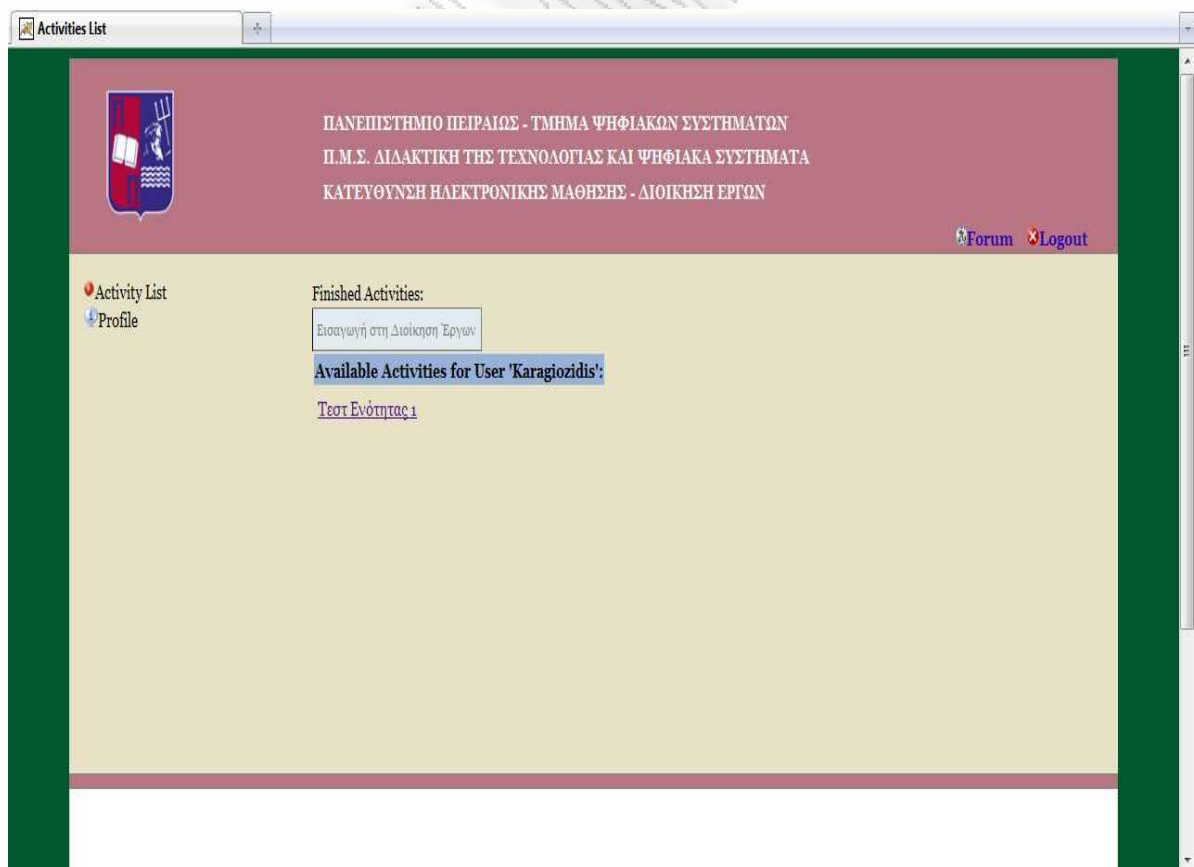 Activities List
ΠΑΝΕΠΙΣΤΗΜΙΟ ΠΕΙΡΑΙΩΣ - ΤΜΗΜΑ ΨΗΦΙΑΚΩΝ ΣΥΣΤΗΜΑΤΩΝ
Π.Μ.Σ. ΔΙΔΑΚΤΙΚΗ ΤΗΣ ΤΕΧΝΟΛΟΓΙΑΣ ΚΑΙ ΨΗΦΙΑΚΑ ΣΥΣΤΗΜΑΤΑ
ΚΑΤΕΥΘΥΝΣΗ ΗΛΕΚΤΡΟΝΙΚΗΣ ΜΑΘΗΣΗΣ - ΔΙΟΙΚΗΣΗ ΕΡΓΩΝ
Forum Logout
Activity List
Profile
Finished Activities:
Εισαγωγή στη Διοίκηση Έργων
Available Activities for User 'Karagiozidis':
Τεστ Ενότητας 1